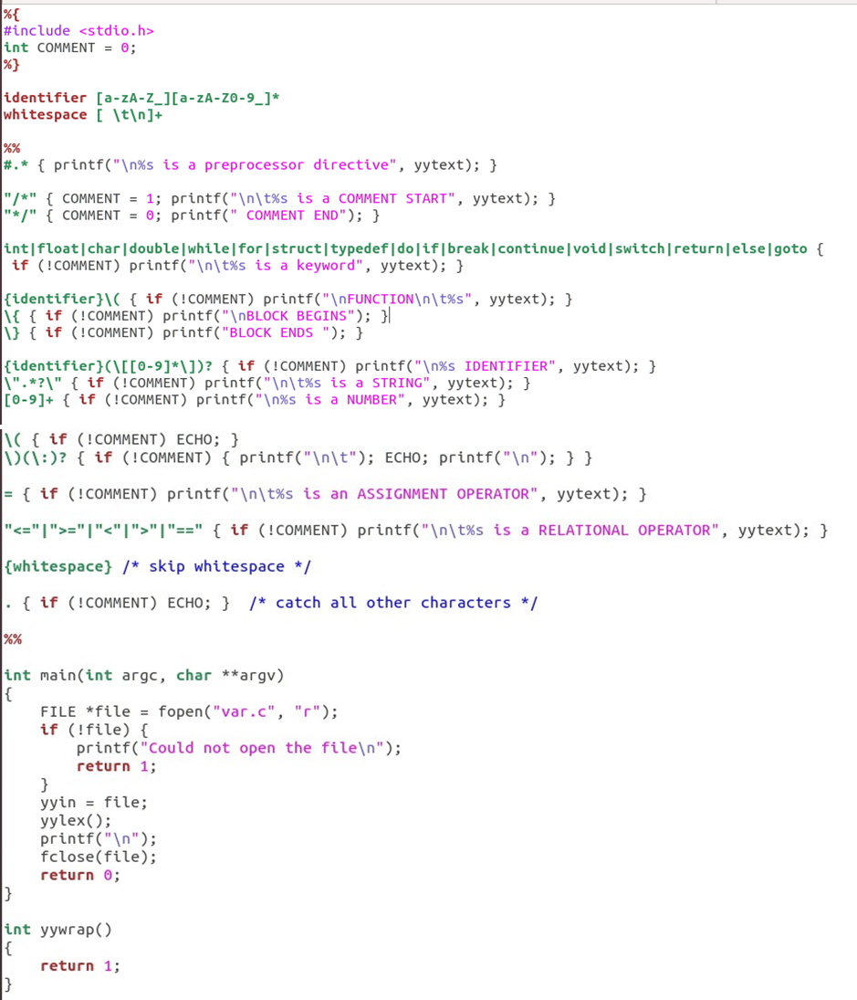 %{
#include <stdio.h>
int COMMENT = 0;
%}
identifier [a-zA-Z_][a-zA-Z0-9_]*
whitespace [ \t\n]+
%%
#.* { printf("\n%s is a preprocessor directive", yytext); }
"/*" { COMMENT = 1; printf("\n\t%s is a COMMENT START", yytext); }
"*/" { COMMENT = 0; printf(" COMMENT END"); }
int|float|char|double|while|for|struct|typedef|do|if|break|continue|void|switch|return|else|goto {
 if (!COMMENT) printf("\n\t%s is a keyword", yytext); }
{identifier}\( { if (!COMMENT) printf("\nFUNCTION\n\t%s", yytext); }
\{ { if (!COMMENT) printf("\nBLOCK BEGINS"); }
\} { if (!COMMENT) printf("BLOCK ENDS "); }
{identifier}(\[[0-9]*\])? { if (!COMMENT) printf("\n%s IDENTIFIER", yytext); }
\".*?\" { if (!COMMENT) printf("\n\t%s is a STRING", yytext); }
[0-9]+ { if (!COMMENT) printf("\n%s is a NUMBER", yytext); }
\( { if (!COMMENT) ECHO; }
\)(\:)? { if (!COMMENT) { printf("\n\t"); ECHO; printf("\n"); } }
= { if (!COMMENT) printf("\n\t%s is an ASSIGNMENT OPERATOR", yytext); }
"<="|">="|"<"|">"|"==" { if (!COMMENT) printf("\n\t%s is a RELATIONAL OPERATOR", yytext); }
{whitespace} /* skip whitespace */
. { if (!COMMENT) ECHO; }  /* catch all other characters */
%%
int main(int argc, char **argv)
{
    FILE *file = fopen("var.c", "r");
    if (!file) {
        printf("Could not open the file\n");
        return 1;
    }
    yyin = file;
    yylex();
    printf("\n");
    fclose(file);
    return 0;
}
int yywrap()
{
    return 1;
}